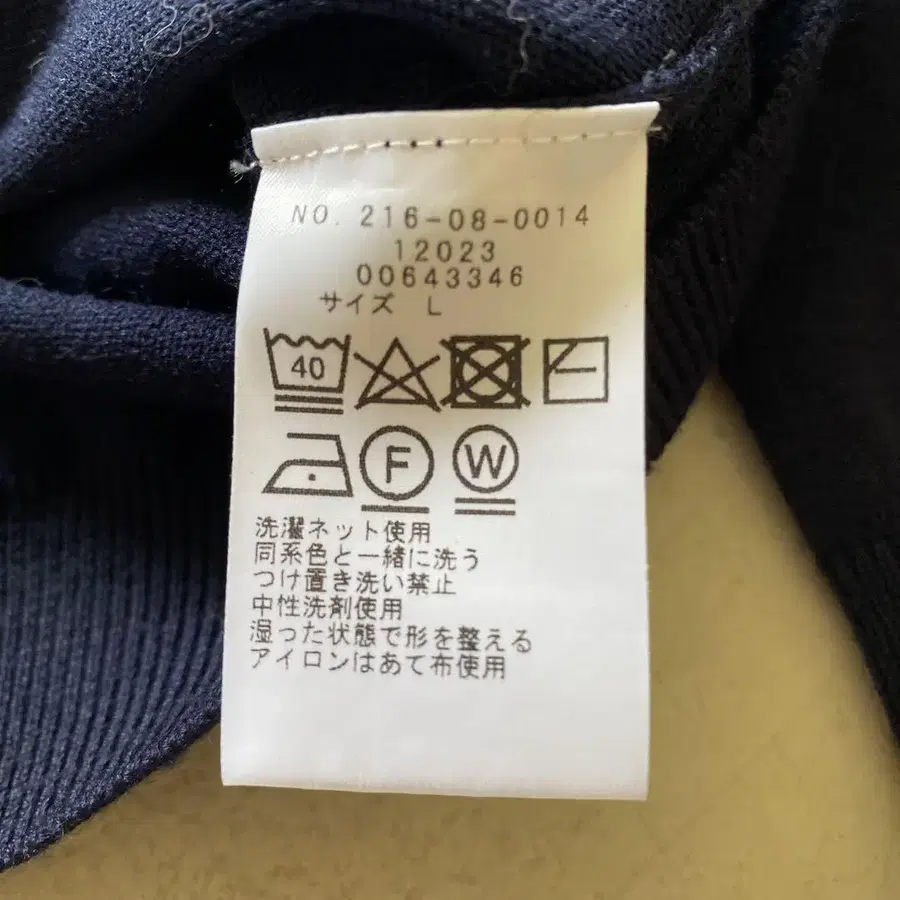 NO. 216-08-0014
12023
00643346
サイズ L
40
F W
洗濯ネット使用
同系色と一緒に洗う
つけ置き洗い禁止
中性洗剤使用
湿った状態で形を整える
アイロンはあて布使用